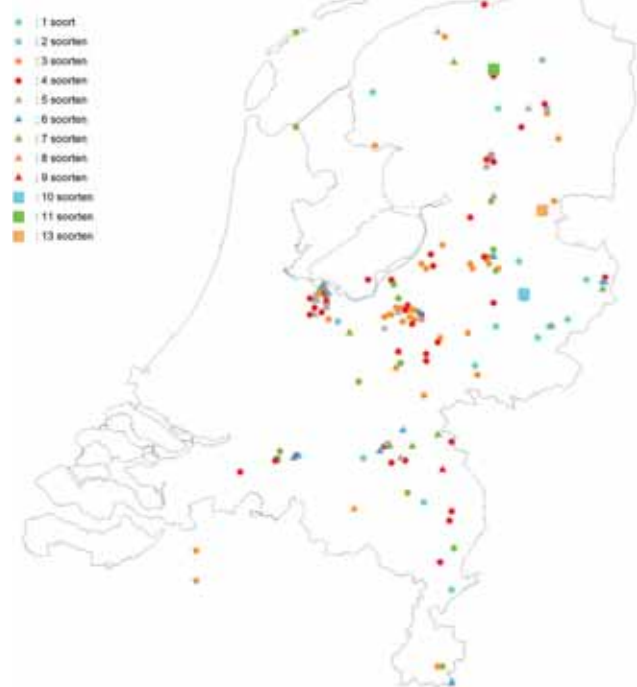 | 1 soort
| 2 soorten
| 3 soorten
| 4 soorten
| 5 soorten
| 6 soorten
| 7 soorten
| 8 soorten
| 9 soorten
| 10 soorten
| 11 soorten
| 13 soorten